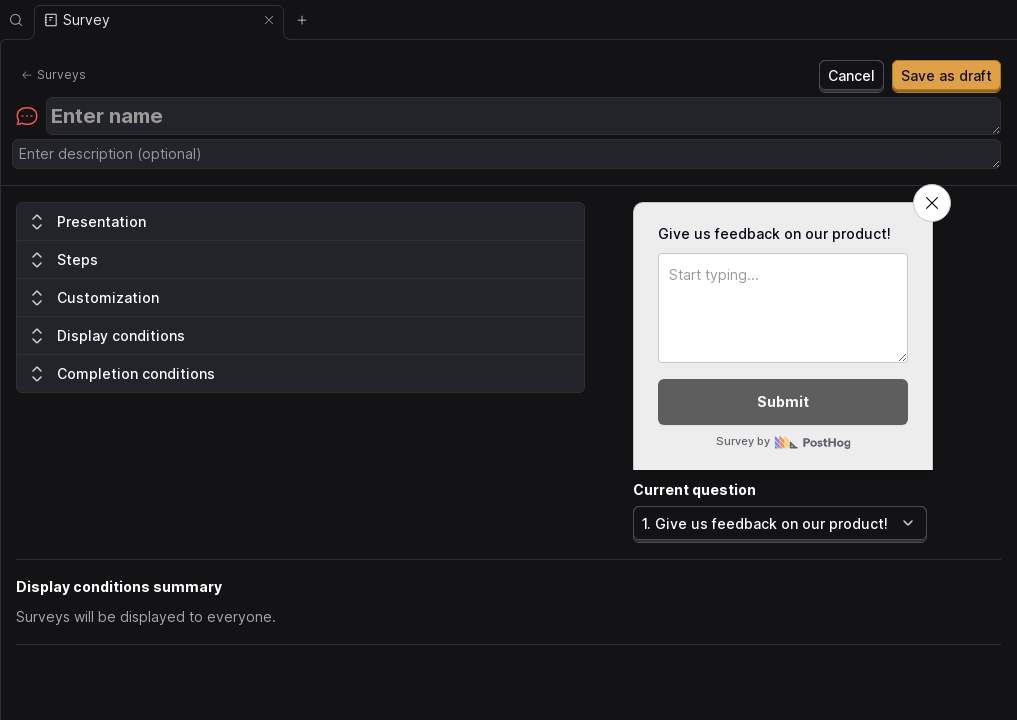 Survey
Surveys
Cancel
Save as draft
Enter name
Enter description (optional)
Presentation
Steps
Customization
Display conditions
Completion conditions
Give us feedback on our product!
Start typing...
Submit
Survey by PostHog
Current question
1. Give us feedback on our product!
Display conditions summary
Surveys will be displayed to everyone.